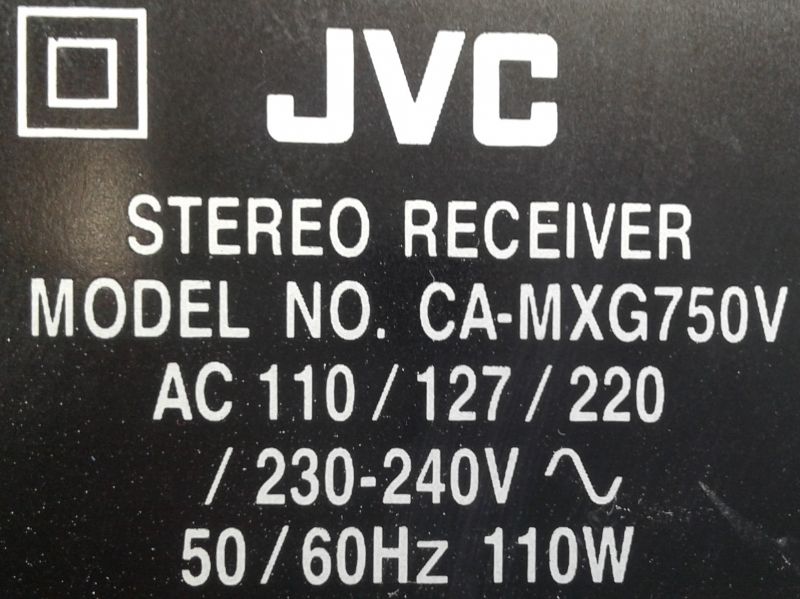 JVC
STEREO RECEIVER
MODEL NO. CA-MXG750V
AC 110 / 127 / 220
/ 230-240V ∿
50 / 60Hz 110W